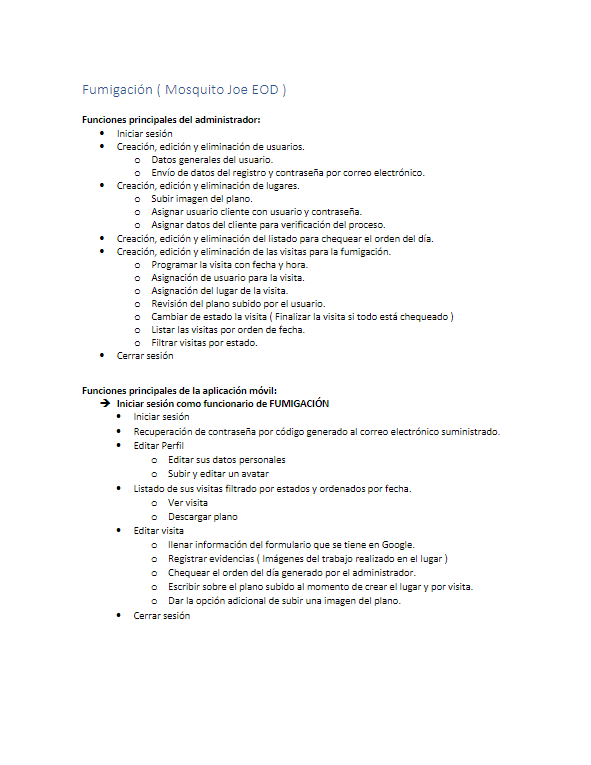 Fumigación ( Mosquito Joe EOD )
Funciones principales del administrador:
• Iniciar sesión
• Creación, edición y eliminación de usuarios.
o Datos generales del usuario.
o Envío de datos del registro y contraseña por correo electrónico.
• Creación, edición y eliminación de lugares.
o Subir imagen del plano.
o Asignar usuario cliente con usuario y contraseña.
o Asignar datos del cliente para verificación del proceso.
• Creación, edición y eliminación del listado para chequear el orden del día.
• Creación, edición y eliminación de las visitas para la fumigación.
o Programar la visita con fecha y hora.
o Asignación de usuario para la visita.
o Asignación del lugar de la visita.
o Revisión del plano subido por el usuario.
o Cambiar de estado la visita ( Finalizar la visita si todo está chequeado )
o Listar las visitas por orden de fecha.
o Filtrar visitas por estado.
• Cerrar sesión
Funciones principales de la aplicación móvil:
➔ Iniciar sesión como funcionario de FUMIGACIÓN
• Iniciar sesión
• Recuperación de contraseña por código generado al correo electrónico suministrado.
• Editar Perfil
o Editar sus datos personales
o Subir y editar un avatar
• Listado de sus visitas filtrado por estados y ordenados por fecha.
o Ver visita
o Descargar plano
• Editar visita
o llenar información del formulario que se tiene en Google.
o Registrar evidencias ( Imágenes del trabajo realizado en el lugar )
o Chequear el orden del día generado por el administrador.
o Escribir sobre el plano subido al momento de crear el lugar y por visita.
o Dar la opción adicional de subir una imagen del plano.
• Cerrar sesión